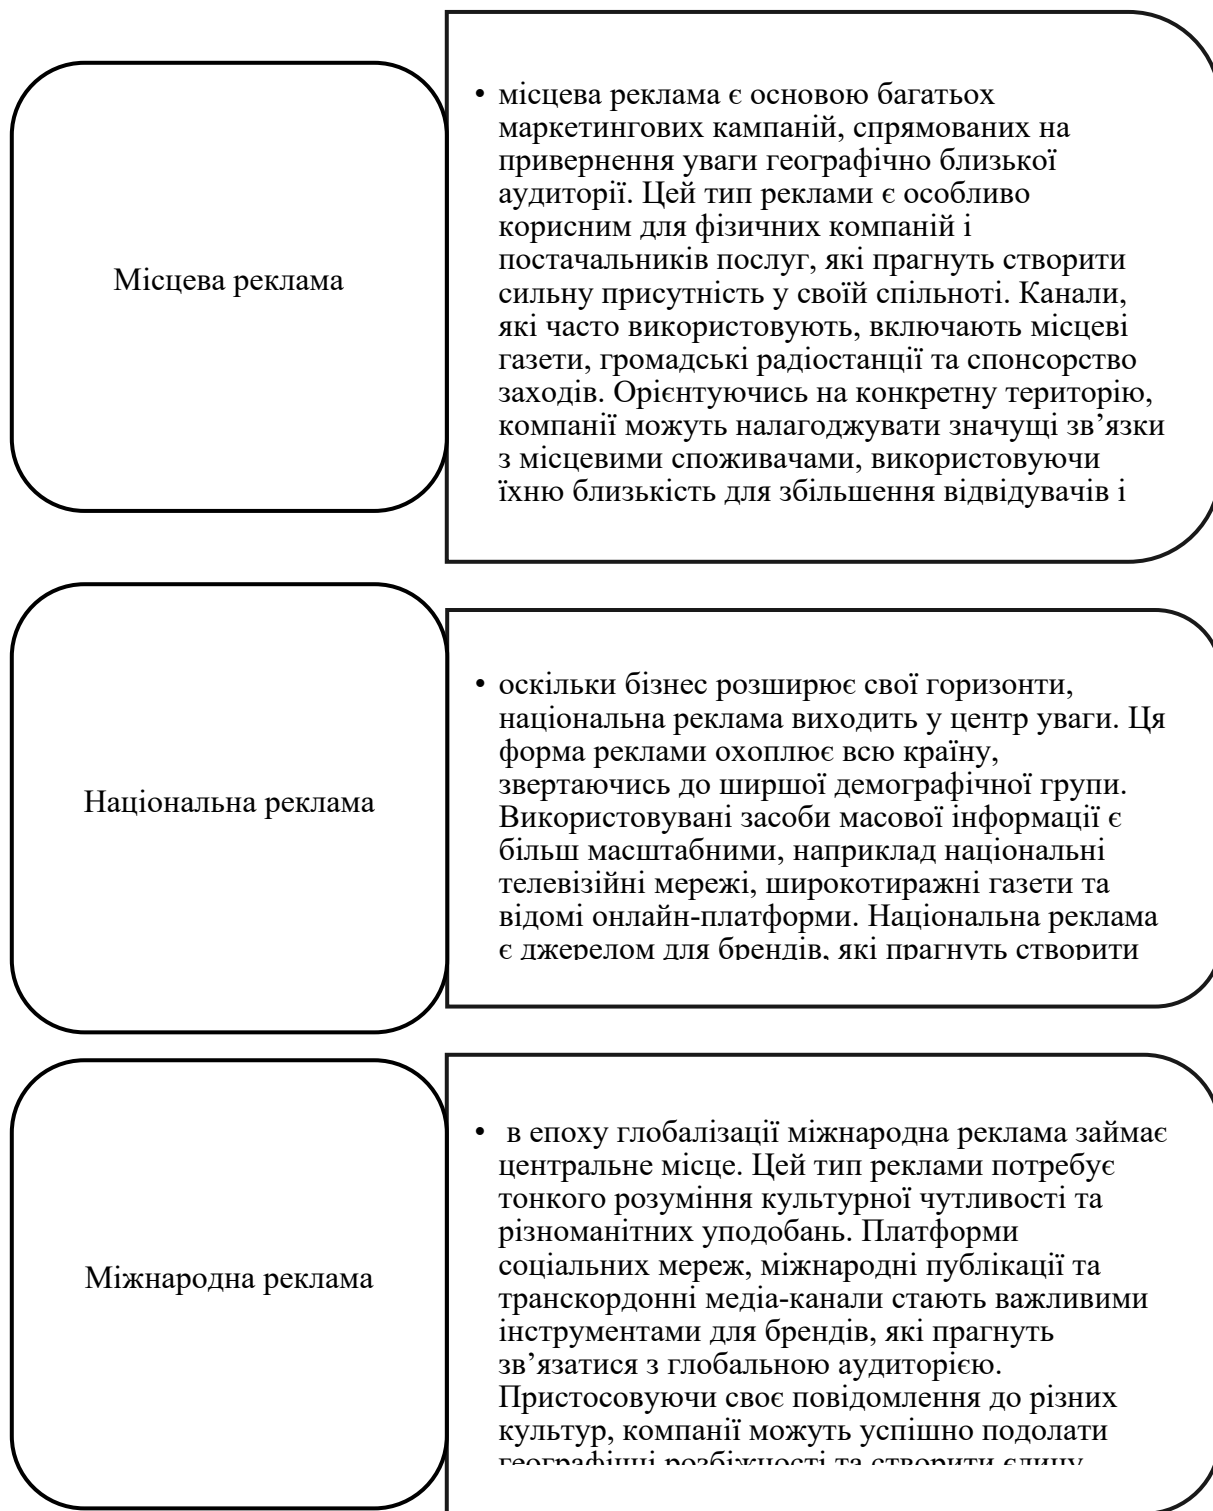 Місцева реклама
• місцева реклама є основою багатьох
маркетингових кампаній, спрямованих на
привернення уваги географічно близької
аудиторії. Цей тип реклами є особливо
корисним для фізичних компаній і
постачальників послуг, які прагнуть створити
сильну присутність у своїй спільноті. Канали,
які часто використовують, включають місцеві
газети, громадські радіостанції та спонсорство
заходів. Орієнтуючись на конкретну територію,
компанії можуть налагоджувати значущі зв’язки
з місцевими споживачами, використовуючи
їхню близькість для збільшення відвідувачів і
Національна реклама
• оскільки бізнес розширює свої горизонти,
національна реклама виходить у центр уваги. Ця
форма реклами охоплює всю країну,
звертаючись до ширшої демографічної групи.
Використовувані засоби масової інформації є
більш масштабними, наприклад національні
телевізійні мережі, широкотиражні газети та
відомі онлайн-платформи. Національна реклама
є джерелом для брендів, які прагнуть створити
Міжнародна реклама
• в епоху глобалізації міжнародна реклама займає
центральне місце. Цей тип реклами потребує
тонкого розуміння культурної чутливості та
різноманітних уподобань. Платформи
соціальних мереж, міжнародні публікації та
транскордонні медіа-канали стають важливими
інструментами для брендів, які прагнуть
зв’язатися з глобальною аудиторією.
Пристосовуючи своє повідомлення до різних
культур, компанії можуть успішно подолати
географічні розбіжності та створити єдину